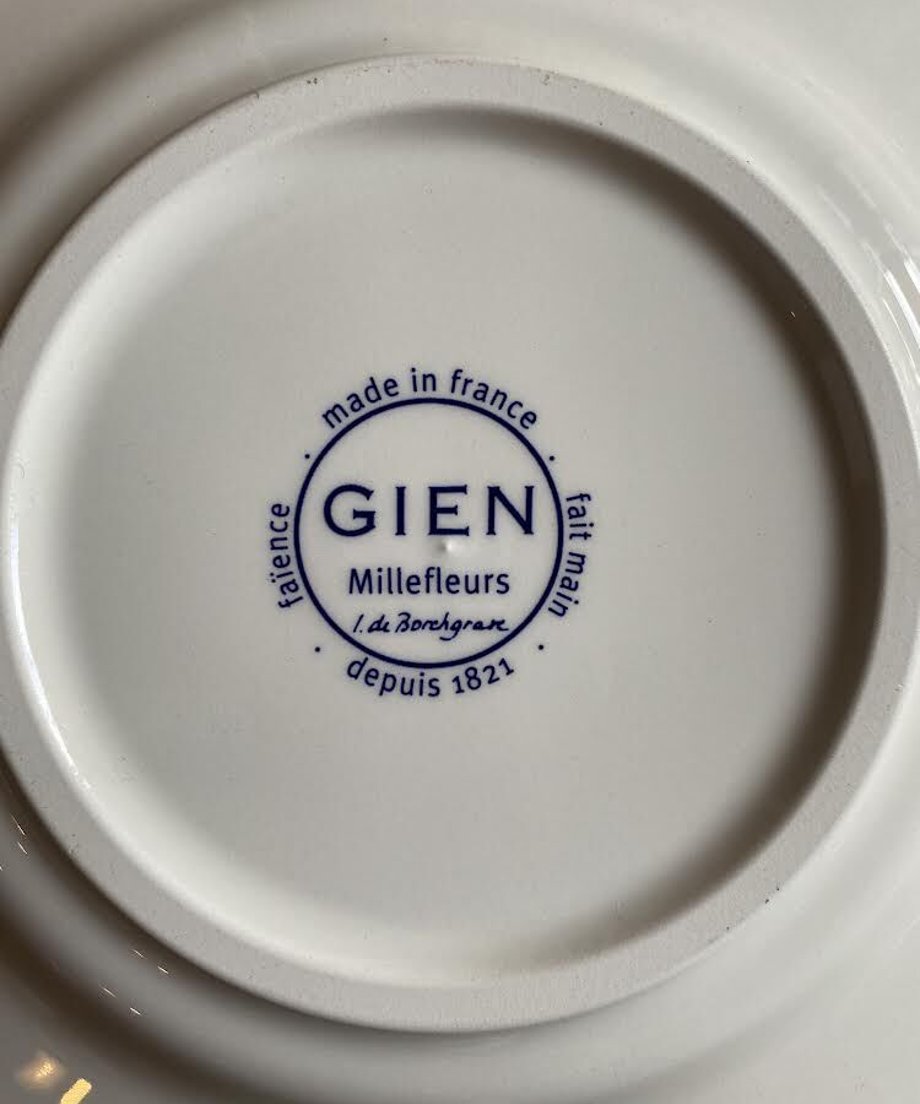 made in france
faïence
GIEN
fait main
Millefleurs
I. de Borchgrave
depuis 1821